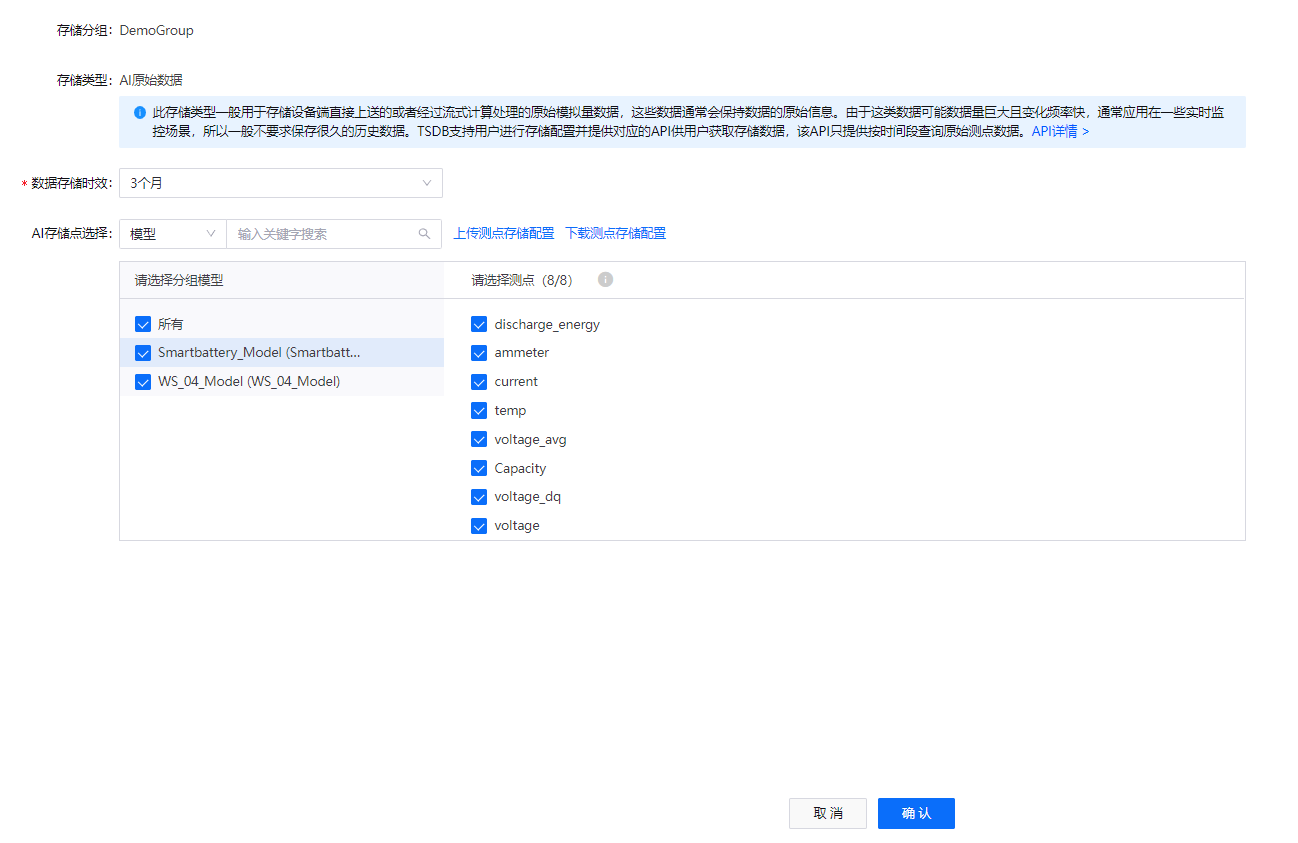 存储分组：DemoGroup
存储类型：AI原始数据
此存储类型一般用于存储设备端直接上送的或者经过流式计算处理的原始模拟量数据，这些数据通常会保持数据的原始信息。由于这类数据可能数据量巨大且变化频率快，通常应用在一些实时监
控场景，所以一般不要求保存很久的历史数据。TSDB支持用户进行存储配置并提供对应的API供用户获取存储数据，该API只提供按时间段查询原始测点数据。API详情 >
* 数据存储时效：3个月
AI存储点选择：模型 输入关键字搜索 上传测点存储配置 下载测点存储配置
请选择分组模型 请选择测点（8/8）
所有 discharge_energy
Smartbattery_Model (Smartbatt... ammeter
WS_04_Model (WS_04_Model) current
temp
voltage_avg
Capacity
voltage_dq
voltage
取 消 确 认